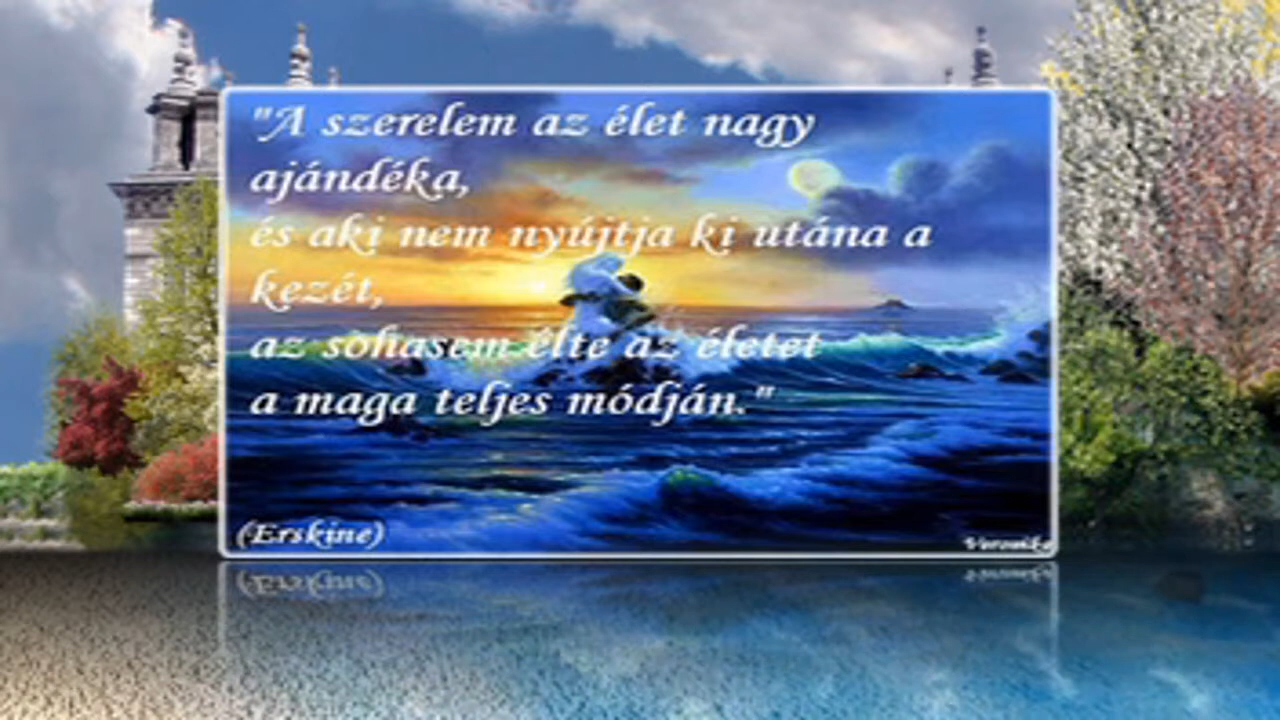 "A szerelem az élet nagy
ajándéka,
és aki nem nyújtja ki utána a
kezét,
az sohasem élte az életet
a maga teljes módján."
(Erskine)
Veronika